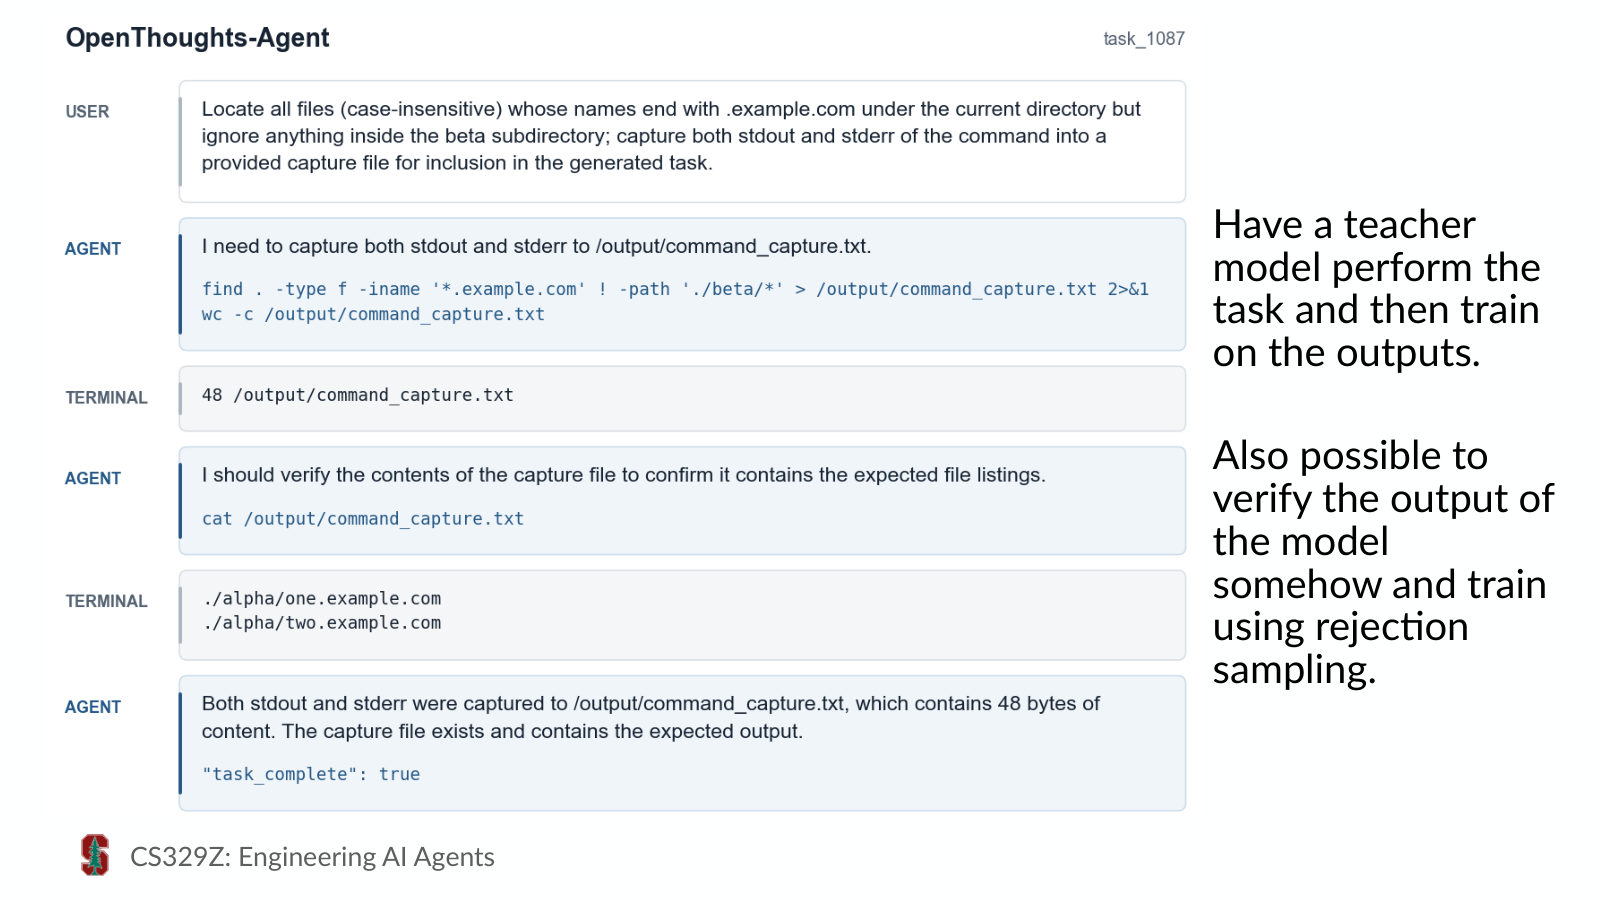 OpenThoughts-Agent
task_1087
USER
Locate all files (case-insensitive) whose names end with .example.com under the current directory but
ignore anything inside the beta subdirectory; capture both stdout and stderr of the command into a
provided capture file for inclusion in the generated task.
AGENT
I need to capture both stdout and stderr to /output/command_capture.txt.
find . -type f -iname '*.example.com' ! -path './beta/*' > /output/command_capture.txt 2>&1
wc -c /output/command_capture.txt
TERMINAL
48 /output/command_capture.txt
AGENT
I should verify the contents of the capture file to confirm it contains the expected file listings.
cat /output/command_capture.txt
TERMINAL
./alpha/one.example.com
./alpha/two.example.com
AGENT
Both stdout and stderr were captured to /output/command_capture.txt, which contains 48 bytes of
content. The capture file exists and contains the expected output.
"task_complete": true
Have a teacher
model perform the
task and then train
on the outputs.
Also possible to
verify the output of
the model
somehow and train
using rejection
sampling.
CS329Z: Engineering AI Agents